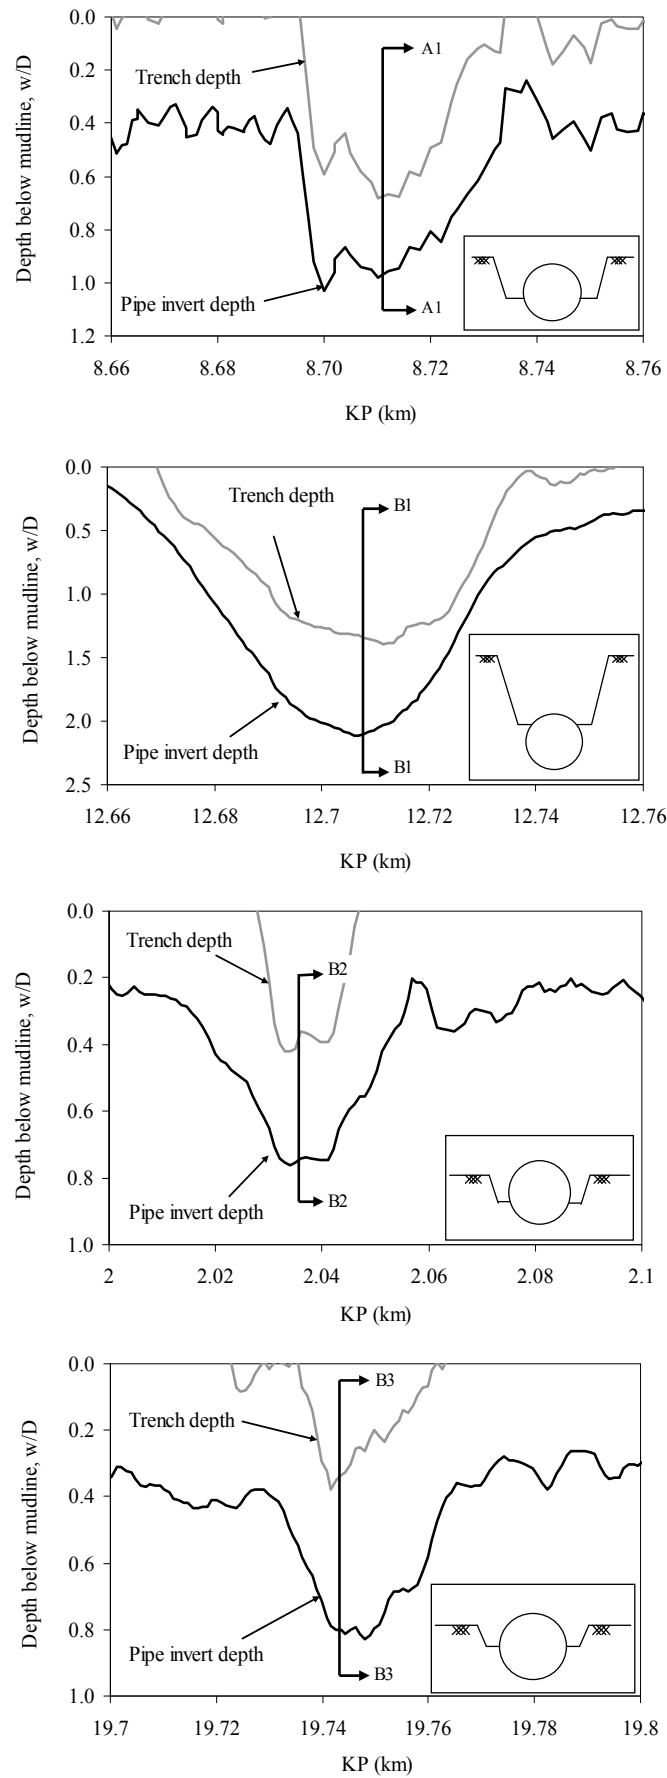 0.0
0.2
0.4
0.6
0.8
1.0
1.2
8.66 8.68 8.70 8.72 8.74 8.76
KP (km)
Depth below mudline, w/D
Trench depth
Pipe invert depth
A1
A1
0.0
0.5
1.0
1.5
2.0
2.5
12.66 12.68 12.7 12.72 12.74 12.76
KP (km)
Depth below mudline, w/D
Trench depth
Pipe invert depth
B1
B1
0.0
0.2
0.4
0.6
0.8
1.0
2 2.02 2.04 2.06 2.08 2.1
KP (km)
Depth below mudline, w/D
Trench depth
Pipe invert depth
B2
B2
0.0
0.2
0.4
0.6
0.8
1.0
19.7 19.72 19.74 19.76 19.78 19.8
KP (km)
Depth below mudline, w/D
Trench depth
Pipe invert depth
B3
B3